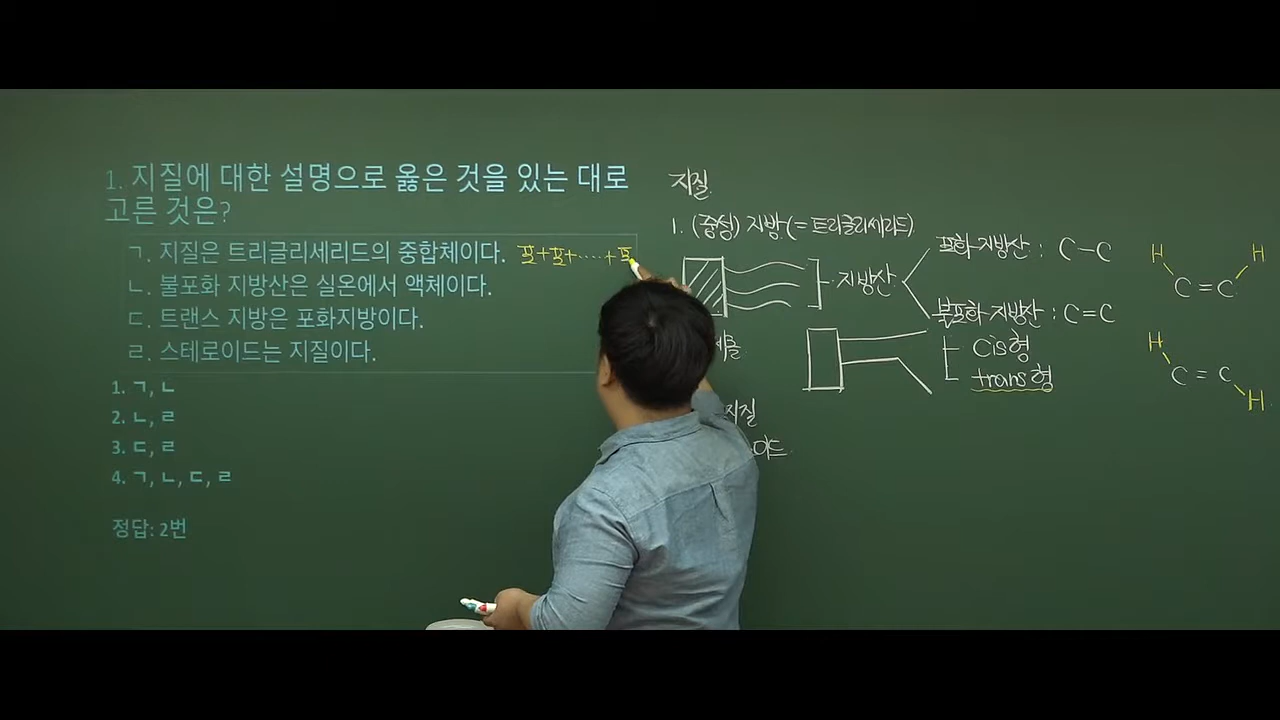 1. 지질에 대한 설명으로 옳은 것을 있는 대로
고른 것은?
ㄱ. 지질은 트리글리세리드의 중합체이다. 포+포+ ····· +포
ㄴ. 불포화 지방산은 실온에서 액체이다.
ㄷ. 트랜스 지방은 포화지방이다.
ㄹ. 스테로이드는 지질이다.
1. ㄱ, ㄴ
2. ㄴ, ㄹ
3. ㄷ, ㄹ
4. ㄱ, ㄴ, ㄷ, ㄹ
정답: 2번
지질
1. (중성) 지방 (= 트리글리세리드)
지방산
포화 지방산 : C-C
불포화 지방산 : C=C
cis형
trans형
지질
이드
H H
C = C
H
C = C
H